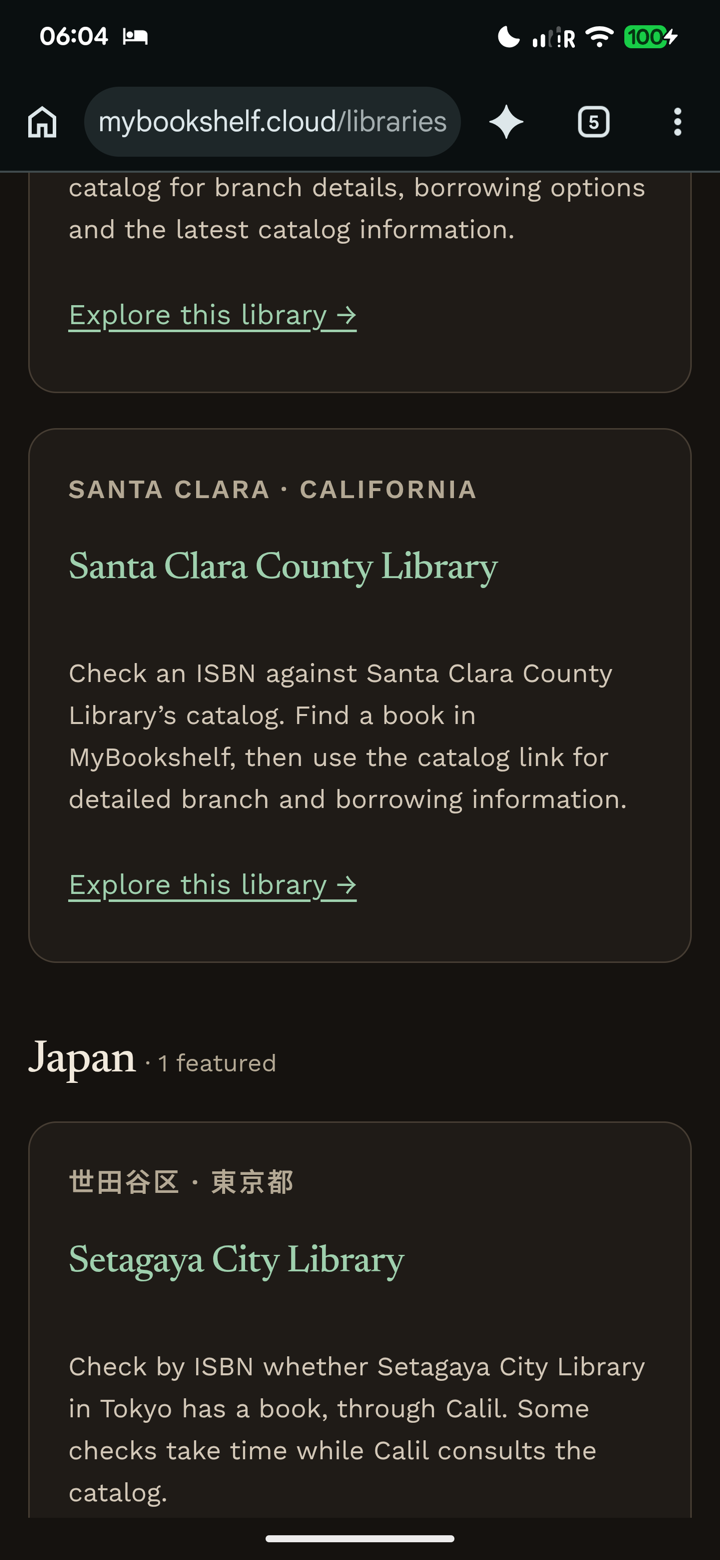 06:04
R
100
mybookshelf.cloud/libraries
5
catalog for branch details, borrowing options
and the latest catalog information.
Explore this library →
SANTA CLARA · CALIFORNIA
Santa Clara County Library
Check an ISBN against Santa Clara County
Library’s catalog. Find a book in
MyBookshelf, then use the catalog link for
detailed branch and borrowing information.
Explore this library →
Japan · 1 featured
世田谷区 · 東京都
Setagaya City Library
Check by ISBN whether Setagaya City Library
in Tokyo has a book, through Calil. Some
checks take time while Calil consults the
catalog.